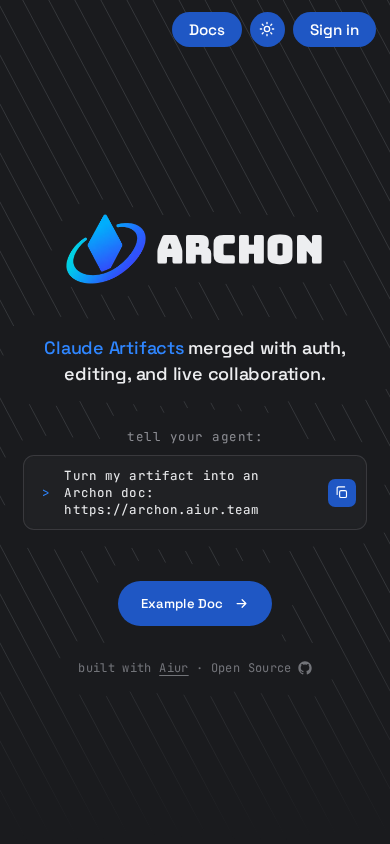 Docs
Sign in
ARCHON
Claude Artifacts merged with auth,
editing, and live collaboration.
tell your agent:
> Turn my artifact into an
Archon doc:
https://archon.aiur.team
Example Doc →
built with Aiur · Open Source